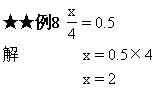 ★★例8 x/4 = 0.5
解 x = 0.5×4
x = 2